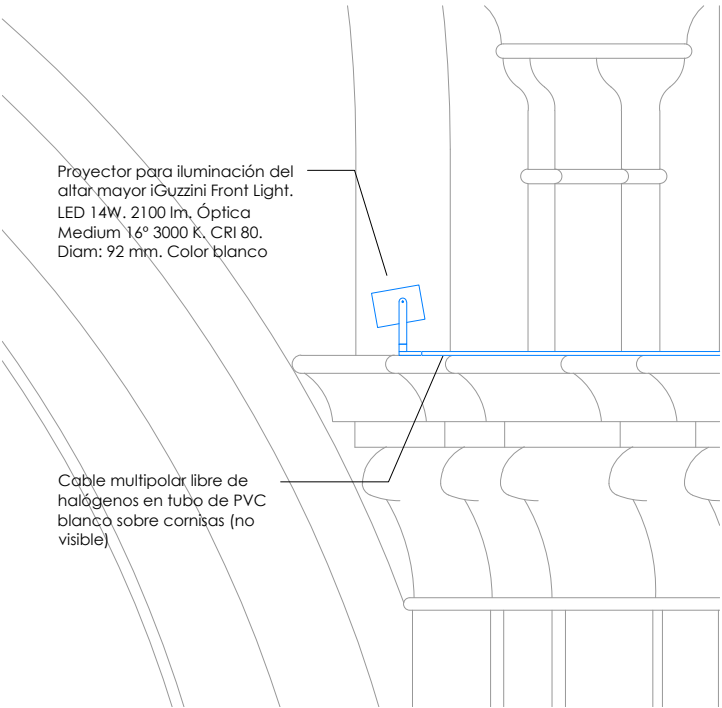 Proyector para iluminación del
altar mayor iGuzzini Front Light.
LED 14W. 2100 lm. Óptica
Medium 16º 3000 K. CRI 80.
Diam: 92 mm. Color blanco
Cable multipolar libre de
halógenos en tubo de PVC
blanco sobre cornisas (no
visible)